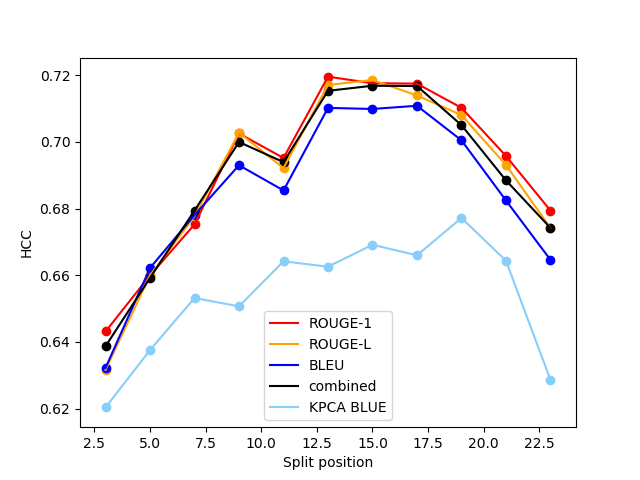 0.72
0.70
0.68
0.66
0.64
0.62
HCC
ROUGE-1
ROUGE-L
BLEU
combined
KPCA BLUE
2.5 5.0 7.5 10.0 12.5 15.0 17.5 20.0 22.5
Split position